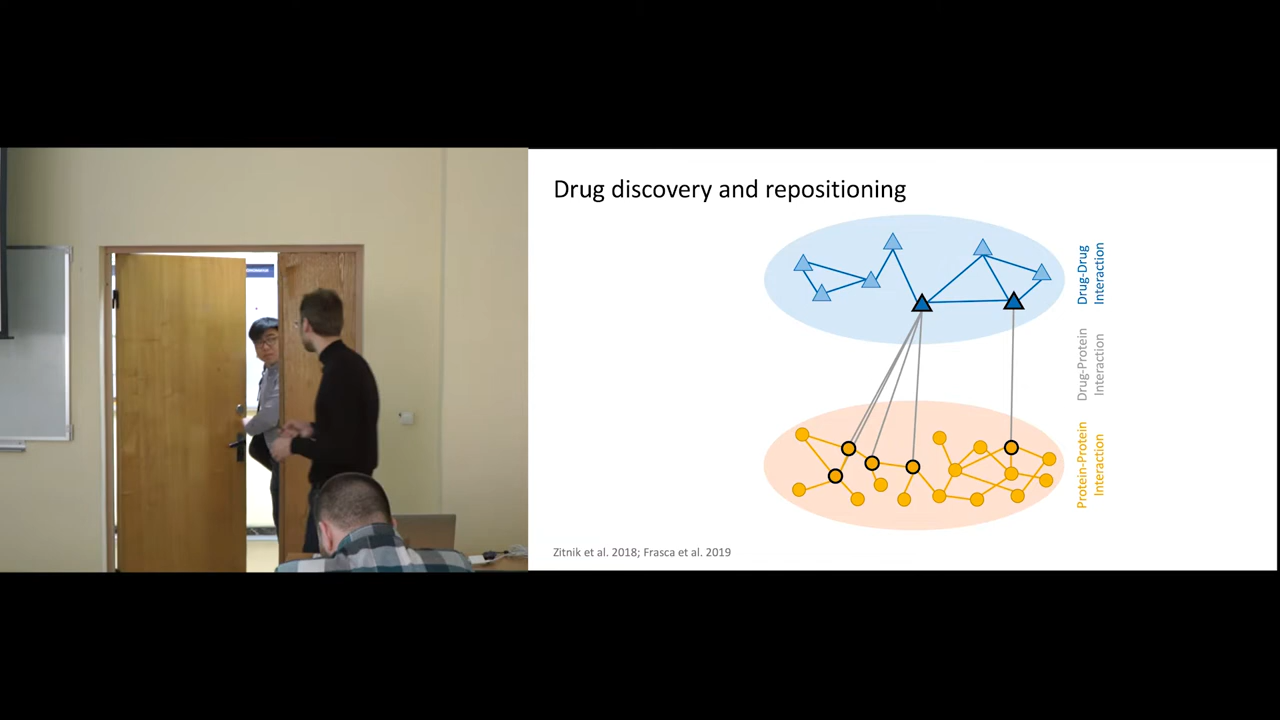 Drug discovery and repositioning
Drug-Drug
Interaction
Drug-Protein
Interaction
Protein-Protein
Interaction
Zitnik et al. 2018; Frasca et al. 2019